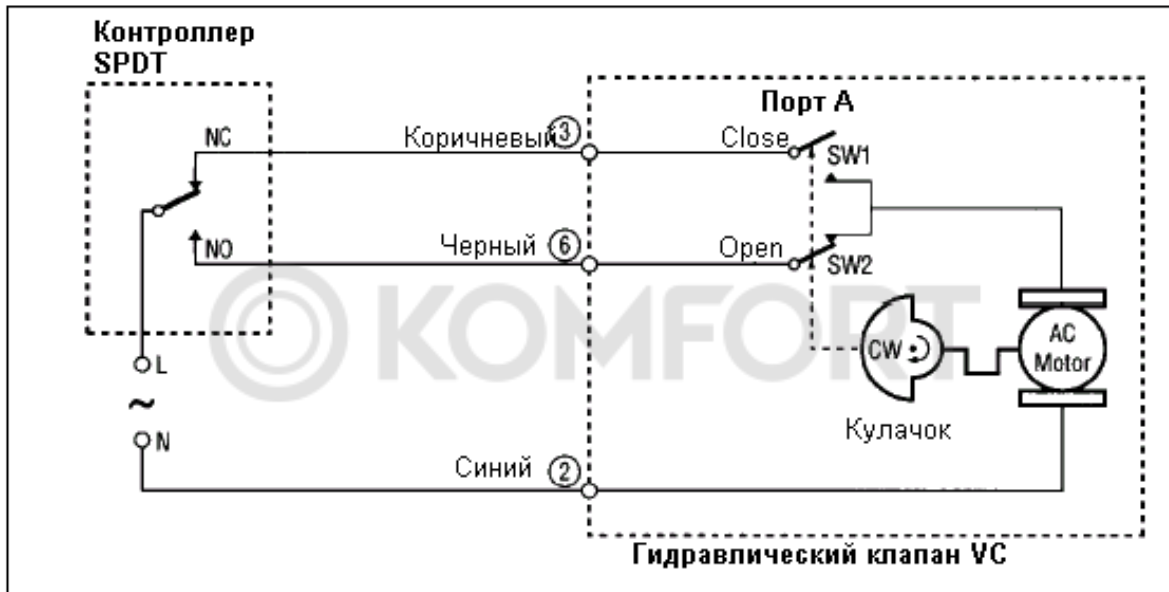 Контроллер
SPDT
Порт А
NC
Коричневый
3
Close
SW1
NO
Черный
6
Open
SW2
KOMFORT
L
~
N
CW
AC
Motor
Кулачок
Синий
2
Гидравлический клапан VC